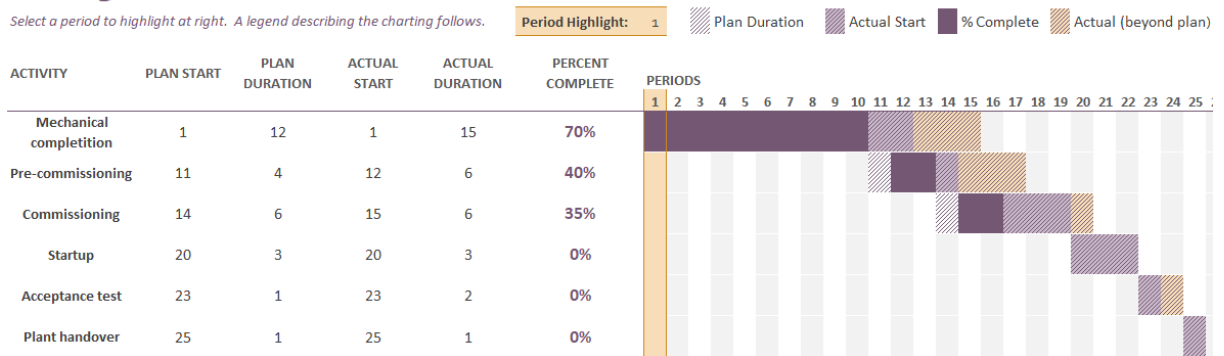 Select a period to highlight at right. A legend describing the charting follows. Period Highlight: 1 Plan Duration Actual Start % Complete Actual (beyond plan)
ACTIVITY PLAN START PLAN DURATION ACTUAL START ACTUAL DURATION PERCENT COMPLETE PERIODS
1 2 3 4 5 6 7 8 9 10 11 12 13 14 15 16 17 18 19 20 21 22 23 24 25
Mechanical completition 1 12 1 15 70%
Pre-commissioning 11 4 12 6 40%
Commissioning 14 6 15 6 35%
Startup 20 3 20 3 0%
Acceptance test 23 1 23 2 0%
Plant handover 25 1 25 1 0%